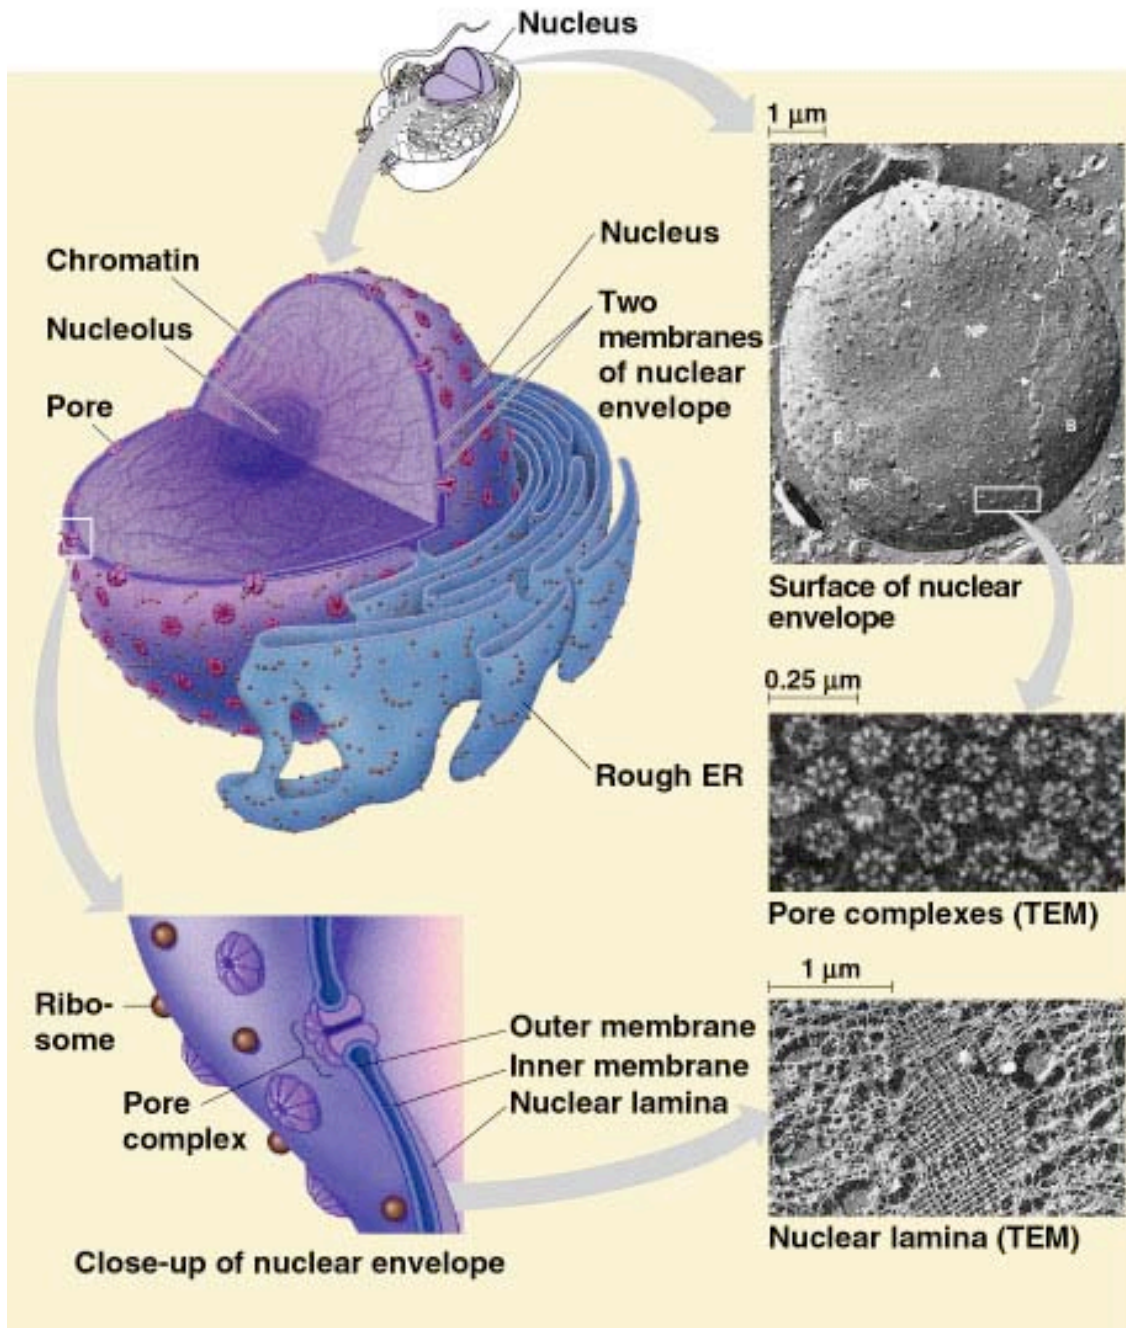 Nucleus
1 µm
Chromatin
Nucleolus
Pore
Nucleus
Two
membranes
of nuclear
envelope
NP
A
B
E
NP
Surface of nuclear
envelope
0.25 µm
Rough ER
Pore complexes (TEM)
1 µm
Ribo-
some
Pore
complex
Outer membrane
Inner membrane
Nuclear lamina
Close-up of nuclear envelope
Nuclear lamina (TEM)